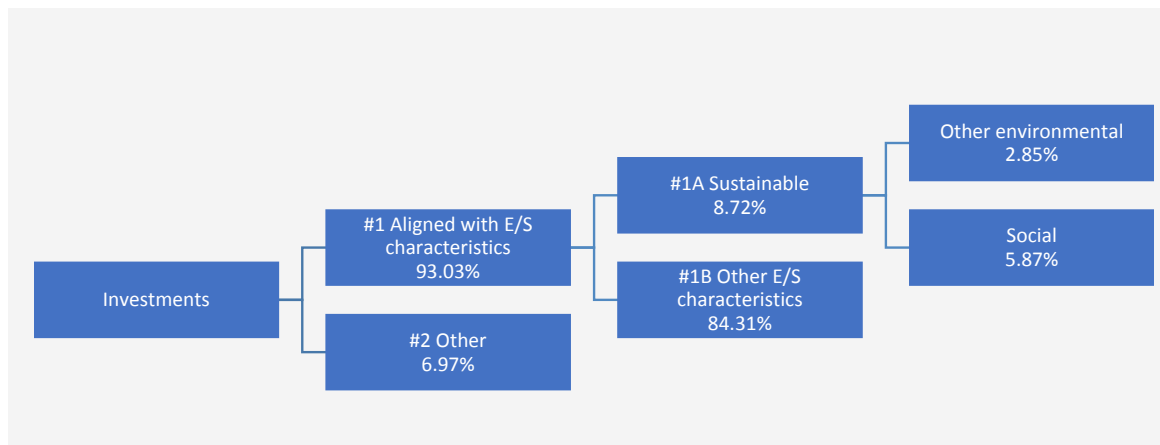 Investments
#1 Aligned with E/S
characteristics
93.03%
#2 Other
6.97%
#1A Sustainable
8.72%
#1B Other E/S
characteristics
84.31%
Other environmental
2.85%
Social
5.87%